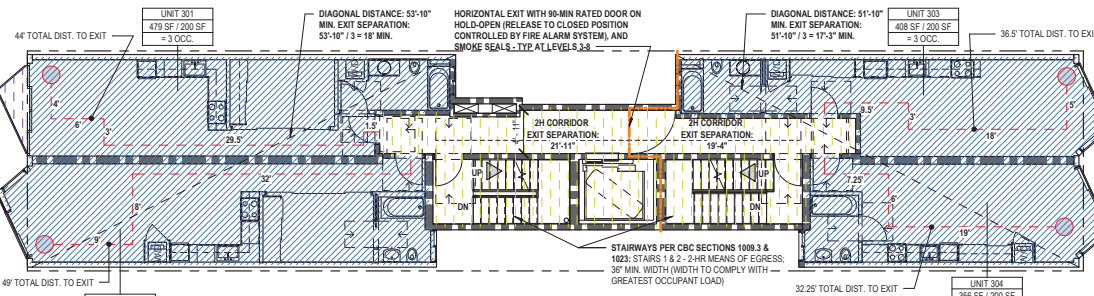 UNIT 301
479 SF / 200 SF
= 3 OCC.
44' TOTAL DIST. TO EXIT
DIAGONAL DISTANCE: 53'-10"
MIN. EXIT SEPARATION:
53'-10" / 3 = 18' MIN.
HORIZONTAL EXIT WITH 90-MIN RATED DOOR ON
HOLD-OPEN (RELEASE TO CLOSED POSITION
CONTROLLED BY FIRE ALARM SYSTEM), AND
SMOKE SEALS - TYP AT LEVELS 3-8
DIAGONAL DISTANCE: 51'-10"
MIN. EXIT SEPARATION:
51'-10" / 3 = 17'-3" MIN.
UNIT 303
408 SF / 200 SF
= 3 OCC.
36.5' TOTAL DIST. TO EXIT
4'
6'
3'
29.5'
1.5'
2H CORRIDOR
EXIT SEPARATION:
21'-11"
2H CORRIDOR
EXIT SEPARATION:
19'-4"
9.5'
3'
18'
5'
32'
8'
9'
UP
DN
UP
DN
7.25'
6'
19'
STAIRWAYS PER CBC SECTIONS 1009.3 &
1023: STAIRS 1 & 2 - 2-HR MEANS OF EGRESS;
36" MIN. WIDTH (WIDTH TO COMPLY WITH
GREATEST OCCUPANT LOAD)
49' TOTAL DIST. TO EXIT
32.25' TOTAL DIST. TO EXIT
UNIT 304
366 SF / 200 SF